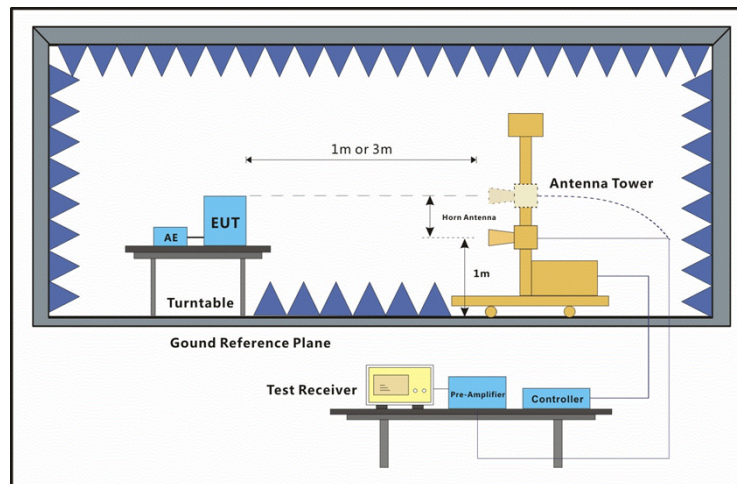 1m or 3m
Antenna Tower
Horn Antenna
EUT
AE
1m
Turntable
Gound Reference Plane
Test Receiver
Pre-Amplifier
Controller